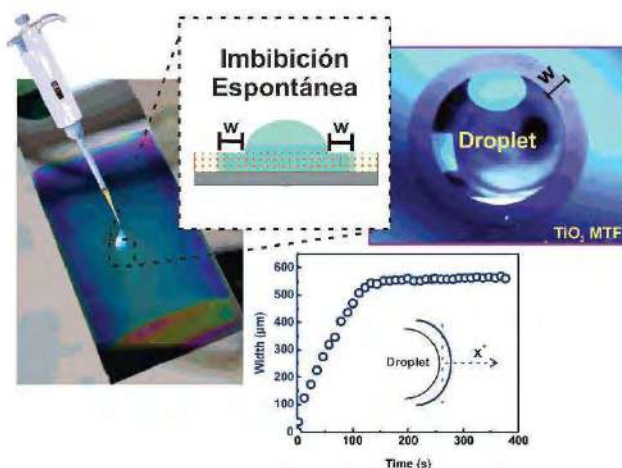 Imbibición
Espontánea
w
w
w
Droplet
TiO₂ MTF
600
500
400
300
200
100
0
Width (µm)
Droplet
x⁺
0
100
200
300
400
Time (s)